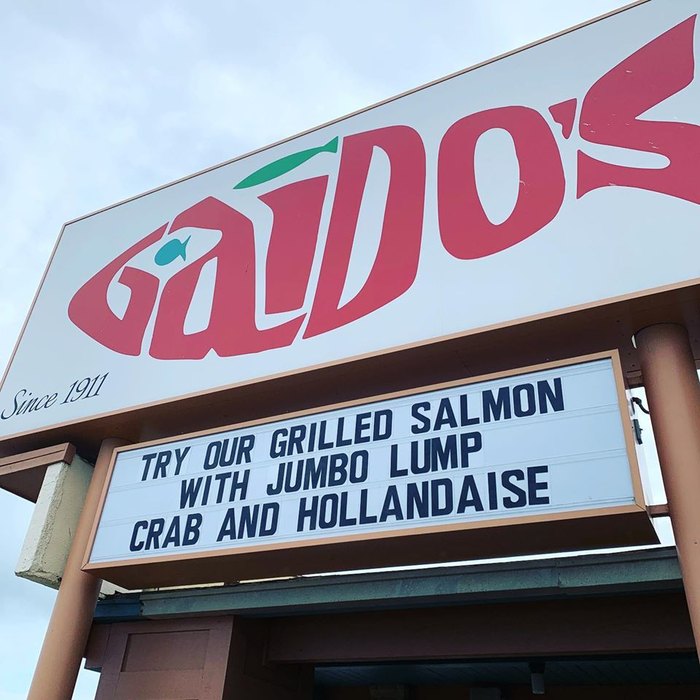 GAIDO'S
Since 1911
TRY OUR GRILLED SALMON
WITH JUMBO LUMP
CRAB AND HOLLANDAISE